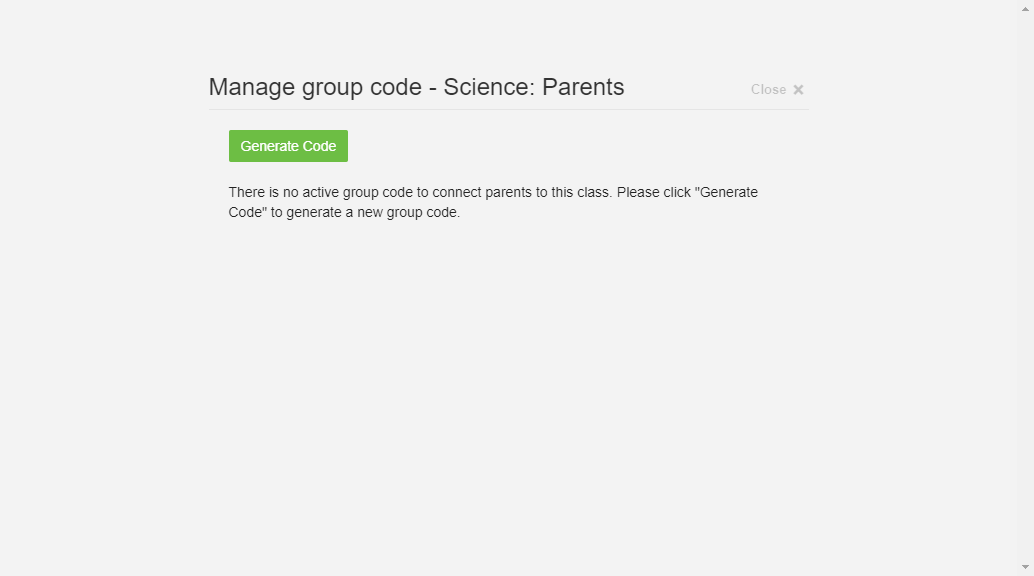 Manage group code - Science: Parents
Close
Generate Code
There is no active group code to connect parents to this class. Please click "Generate
Code" to generate a new group code.